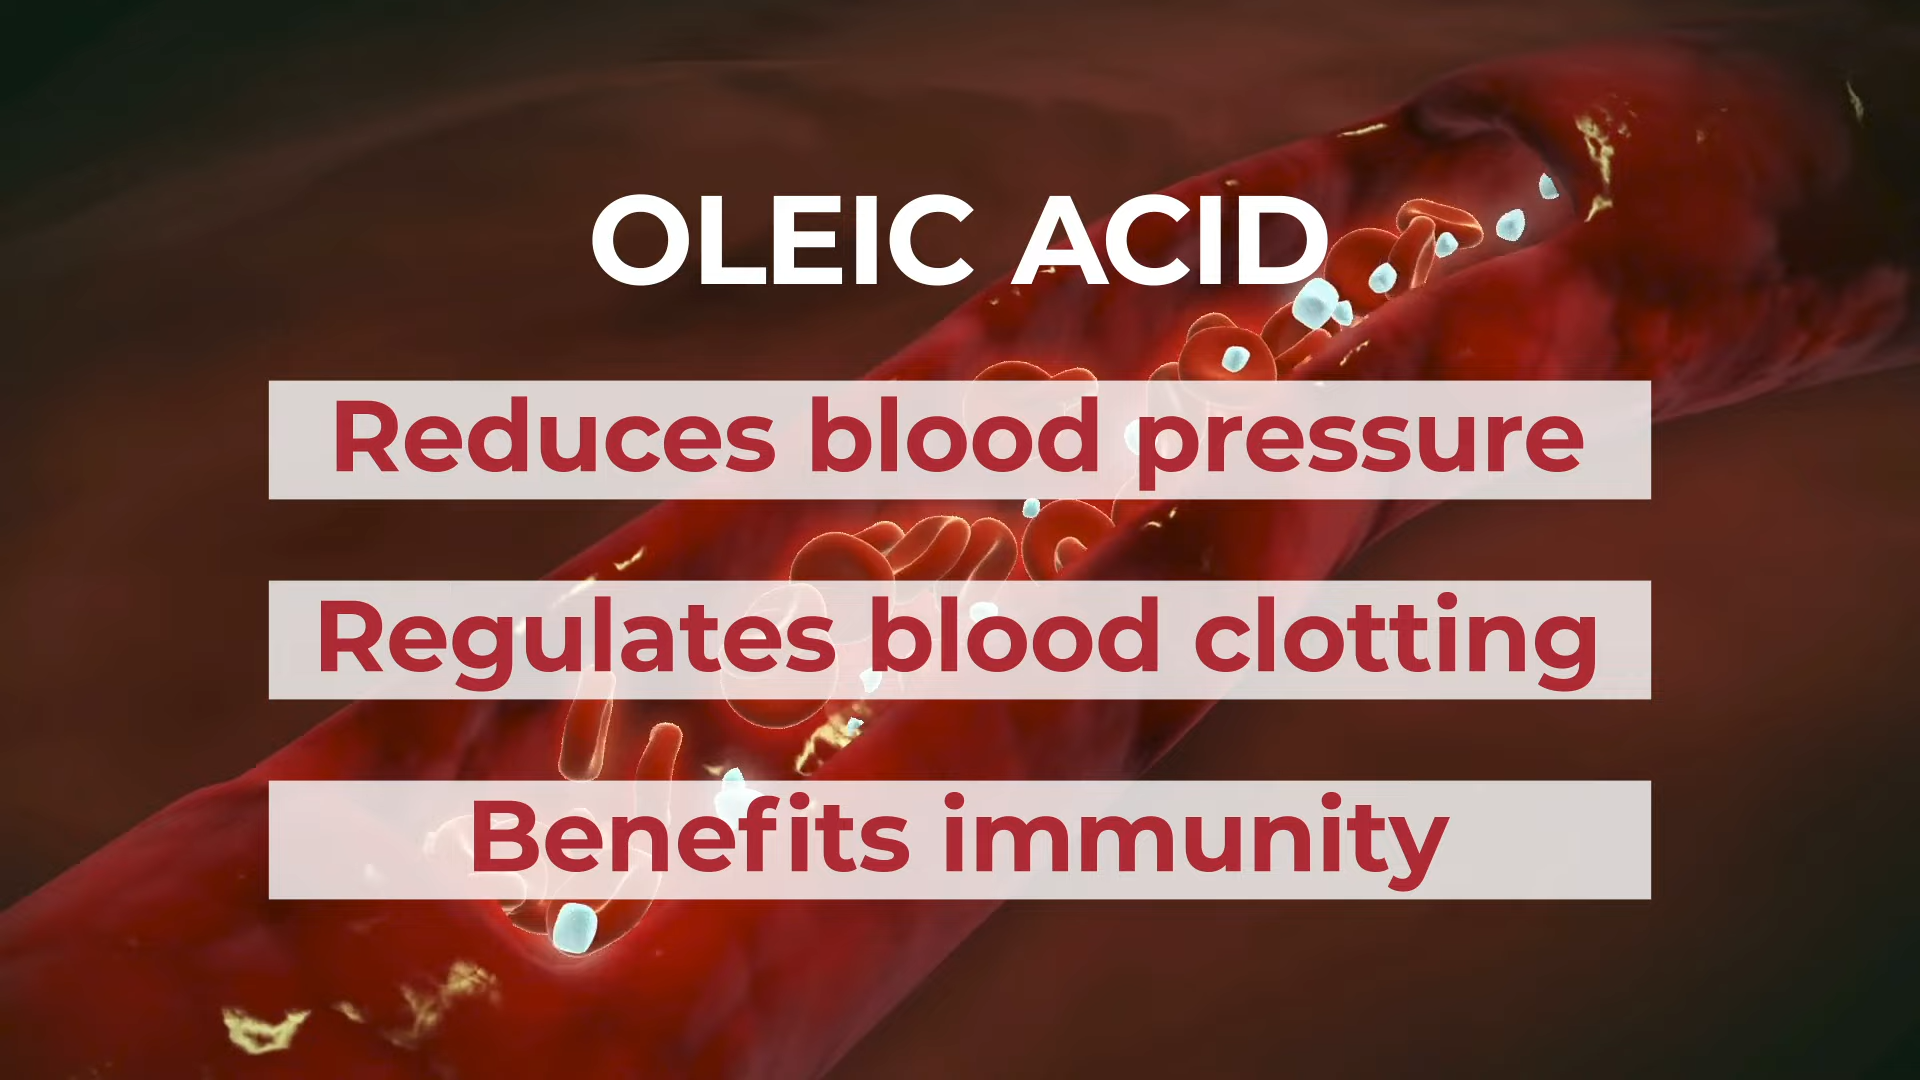 OLEIC ACID
Reduces blood pressure
Regulates blood clotting
Benefits immunity